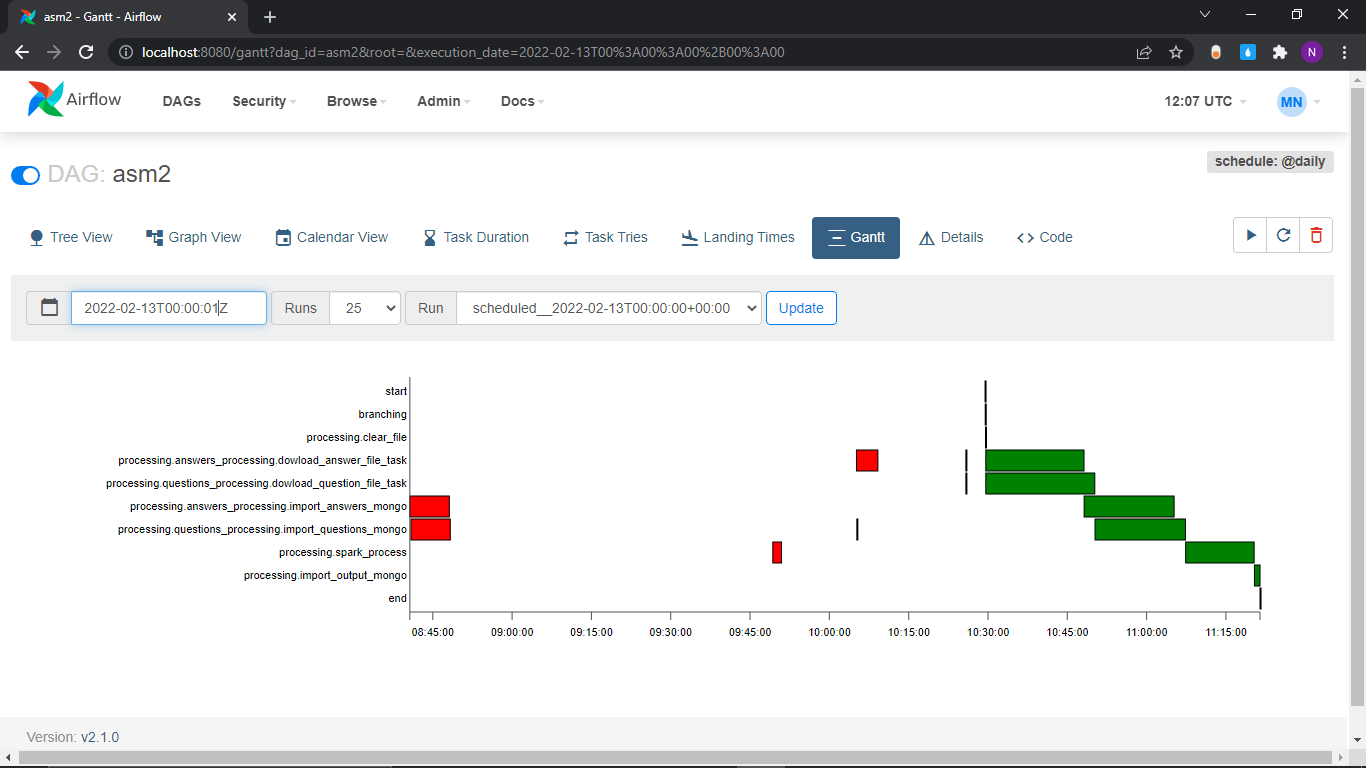 asm2 - Gantt - Airflow
localhost:8080/gantt?dag_id=asm2&root=&execution_date=2022-02-13T00%3A00%3A00%2B00%3A00
N
Airflow DAGs Security Browse Admin Docs 12:07 UTC MN
DAG: asm2 schedule: @daily
Tree View Graph View Calendar View Task Duration Task Tries Landing Times Gantt Details Code
2022-02-13T00:00:01Z Runs 25 Run scheduled__2022-02-13T00:00:00+00:00 Update
start
branching
processing.clear_file
processing.answers_processing.dowload_answer_file_task
processing.questions_processing.dowload_question_file_task
processing.answers_processing.import_answers_mongo
processing.questions_processing.import_questions_mongo
processing.spark_process
processing.import_output_mongo
end
08:45:00 09:00:00 09:15:00 09:30:00 09:45:00 10:00:00 10:15:00 10:30:00 10:45:00 11:00:00 11:15:00
Version: v2.1.0